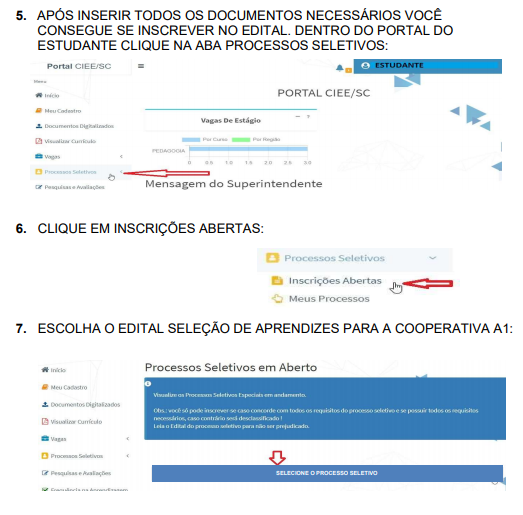 5. APÓS INSERIR TODOS OS DOCUMENTOS NECESSÁRIOS VOCÊ
CONSEGUE SE INSCREVER NO EDITAL. DENTRO DO PORTAL DO
ESTUDANTE CLIQUE NA ABA PROCESSOS SELETIVOS:
Portal CIEE/SC
ESTUDANTE
Menu
PORTAL CIEE/SC
Início
Meu Cadastro
Documentos Digitalizados
Visualizar Currículo
Vagas
Processos Seletivos
Pesquisas e Avaliações
Vagas De Estágio
Por Curso Por Região
PEDAGOGIA
0 0.5 1.0 1.5 2.0 2.5 3.0
Mensagem do Superintendente
6. CLIQUE EM INSCRIÇÕES ABERTAS:
Processos Seletivos
Inscrições Abertas
Meus Processos
7. ESCOLHA O EDITAL SELEÇÃO DE APRENDIZES PARA A COOPERATIVA A1:
Início
Meu Cadastro
Documentos Digitalizados
Visualizar Currículo
Vagas
Processos Seletivos
Pesquisas e Avaliações
Frequência na Aprendizagem
Processos Seletivos em Aberto
Visualize os Processos Seletivos Especiais em andamento.
Obs.: você só pode inscrever-se caso concorde com todos os requisitos do processo seletivo e se possuir todos os requisitos
necessários, caso contrário será desclassificado !
Leia o Edital do processo seletivo para não ser prejudicado.
SELECIONE O PROCESSO SELETIVO